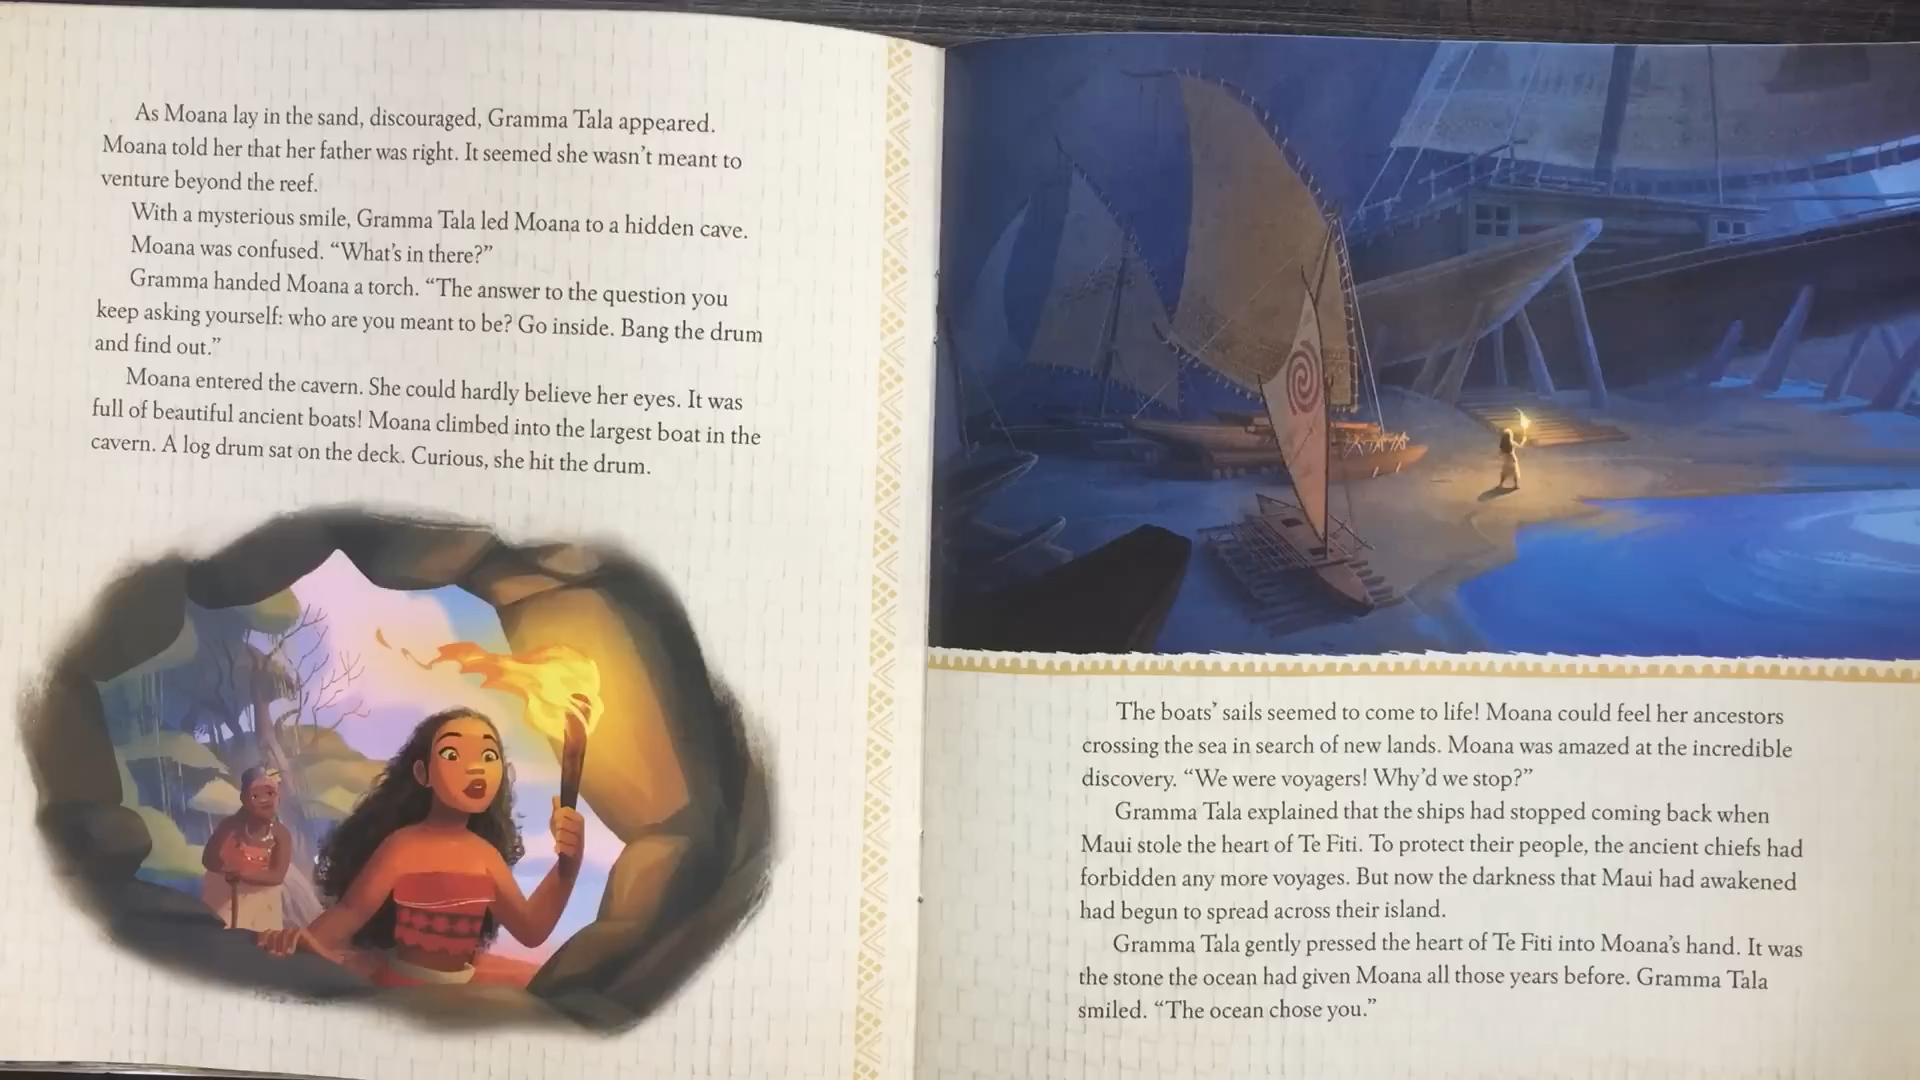 As Moana lay in the sand, discouraged, Gramma Tala appeared.
Moana told her that her father was right. It seemed she wasn't meant to
venture beyond the reef.
With a mysterious smile, Gramma Tala led Moana to a hidden cave.
Moana was confused. “What's in there?”
Gramma handed Moana a torch. “The answer to the question you
keep asking yourself: who are you meant to be? Go inside. Bang the drum
and find out.”
Moana entered the cavern. She could hardly believe her eyes. It was
full of beautiful ancient boats! Moana climbed into the largest boat in the
cavern. A log drum sat on the deck. Curious, she hit the drum.
The boats' sails seemed to come to life! Moana could feel her ancestors
crossing the sea in search of new lands. Moana was amazed at the incredible
discovery. “We were voyagers! Why'd we stop?”
Gramma Tala explained that the ships had stopped coming back when
Maui stole the heart of Te Fiti. To protect their people, the ancient chiefs had
forbidden any more voyages. But now the darkness that Maui had awakened
had begun to spread across their island.
Gramma Tala gently pressed the heart of Te Fiti into Moana's hand. It was
the stone the ocean had given Moana all those years before. Gramma Tala
smiled. “The ocean chose you.”